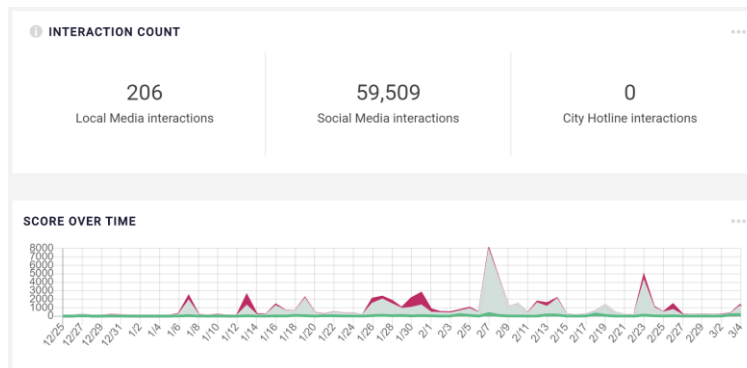 INTERACTION COUNT
206
59,509
0
Local Media interactions
Social Media interactions
City Hotline interactions
SCORE OVER TIME
8000
7000
6000
5000
4000
3000
2000
1000
0
12/25 12/27 12/29 12/31 1/2 1/4 1/6 1/8 1/10 1/12 1/14 1/16 1/18 1/20 1/22 1/24 1/26 1/28 1/30 2/1 2/3 2/5 2/7 2/9 2/11 2/13 2/15 2/17 2/19 2/21 2/23 2/25 2/27 2/29 3/2 3/4